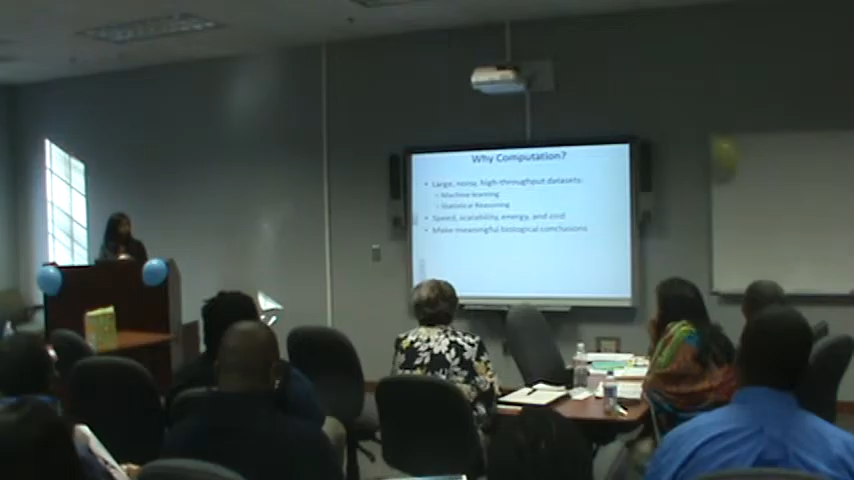 Why Computation?
• Large, noisy, high-throughput datasets:
– Machine learning
– Statistical Reasoning
• Speed, scalability, energy, and cost
• Make meaningful biological conclusions